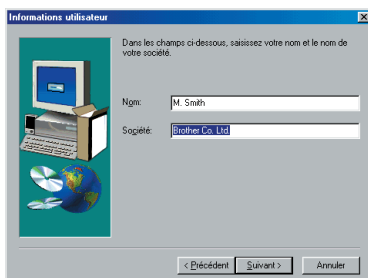 Informations utilisateur
Dans les champs ci-dessous, saisissez votre nom et le nom de
votre société.
Nom:
M. Smith
Société:
Brother Co. Ltd.
< Précédent
Suivant >
Annuler